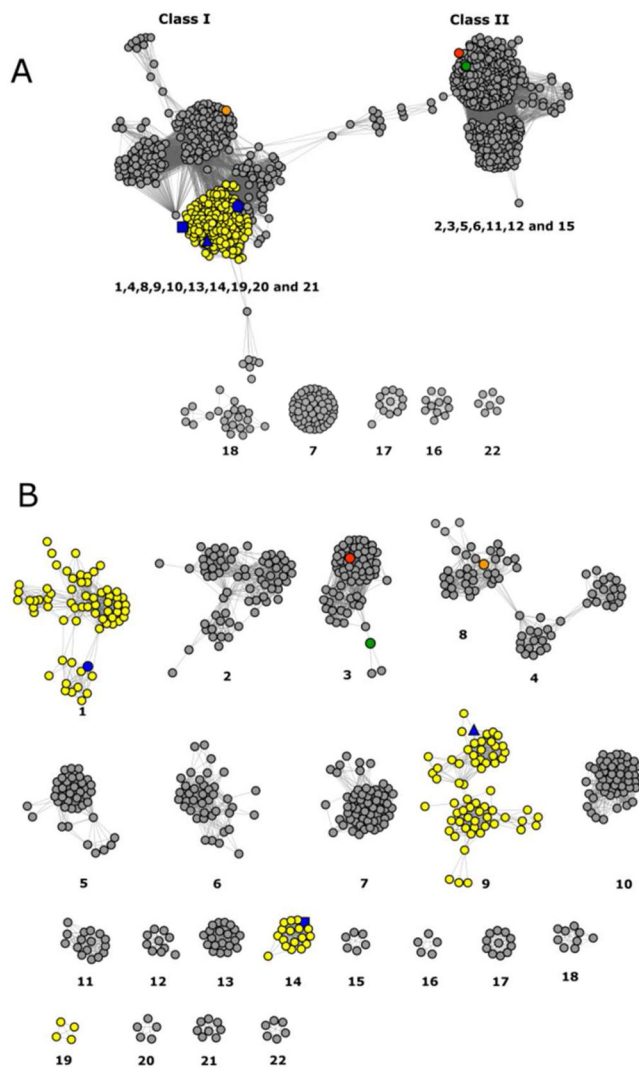 Class I Class II
A
2,3,5,6,11,12 and 15
1,4,8,9,10,13,14,19,20 and 21
18 7 17 16 22
B
8
1 2 3 4
5 6 7 9 10
11 12 13 14 15 16 17 18
19 20 21 22